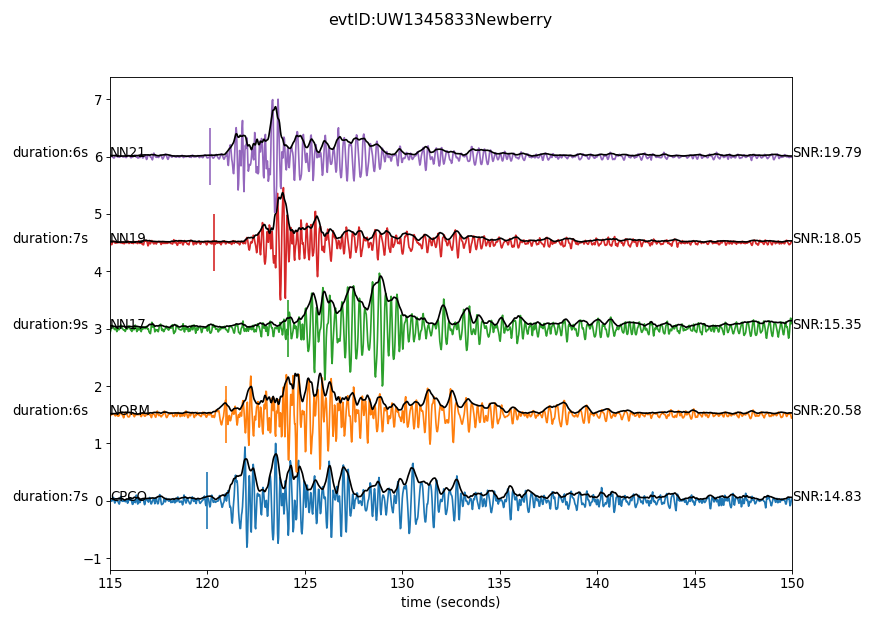 evtID:UW1345833Newberry
7
duration:6s NN21 SNR:19.79
6
5
duration:7s NN19 SNR:18.05
4
duration:9s NN17 SNR:15.35
3
2
duration:6s NORM SNR:20.58
1
duration:7s CPCO SNR:14.83
0
−1
115 120 125 130 135 140 145 150
time (seconds)